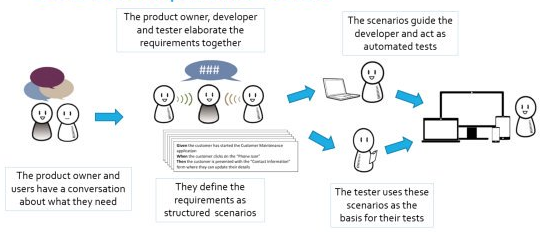 The product owner, developer
and tester elaborate the
requirements together
The scenarios guide the
developer and act as
automated tests
###
Given the customer has started the Customer Maintenance
application
When the customer clicks on the "Phone Icon"
Then the customer is presented with the "Contact Information"
form where they can update their details
The product owner and
users have a conversation
about what they need
They define the
requirements as
structured scenarios
The tester uses these
scenarios as the
basis for their tests